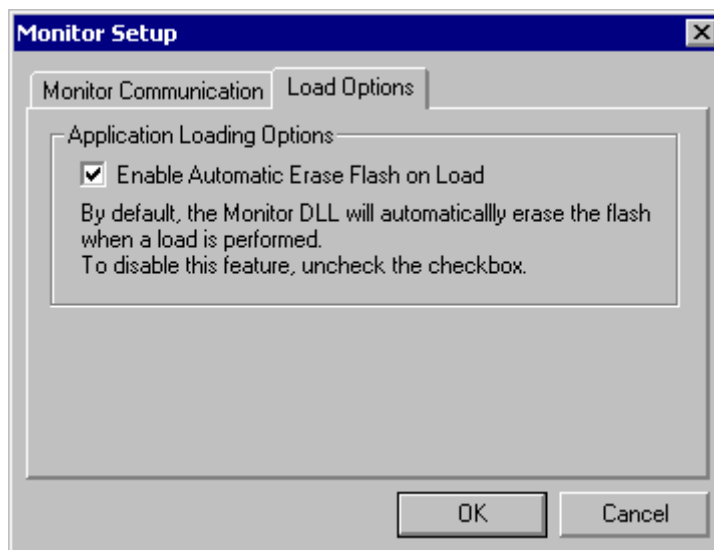 Monitor Setup
Monitor Communication
Load Options
Application Loading Options
Enable Automatic Erase Flash on Load
By default, the Monitor DLL will automaticallly erase the flash
when a load is performed.
To disable this feature, uncheck the checkbox.
OK
Cancel